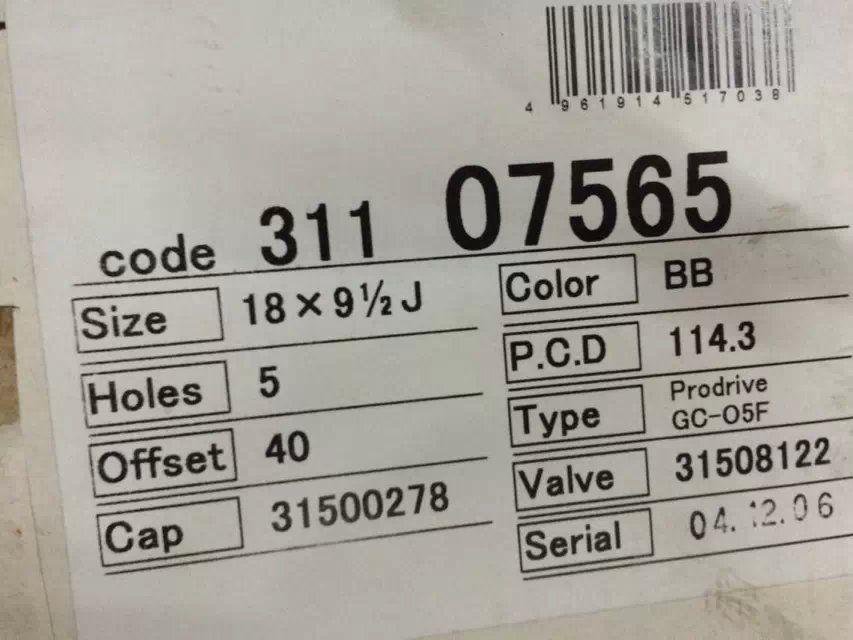 4 961914 517038
code 311 07565
Size 18×9½J
Color BB
Holes 5
P.C.D 114.3
Offset 40
Type Prodrive
GC-05F
Cap 31500278
Valve 31508122
Serial 04. 12.06